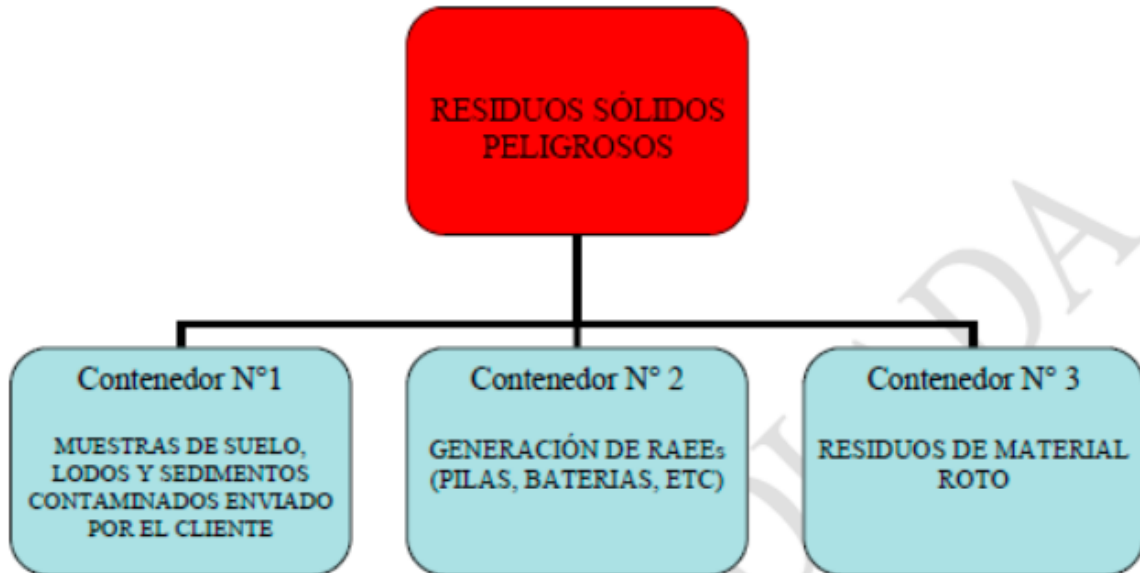 RESIDUOS SÓLIDOS
PELIGROSOS
Contenedor N°1
MUESTRAS DE SUELO,
LODOS Y SEDIMENTOS
CONTAMINADOS ENVIADO
POR EL CLIENTE
Contenedor N° 2
GENERACIÓN DE RAEEs
(PILAS, BATERIAS, ETC)
Contenedor N° 3
RESIDUOS DE MATERIAL
ROTO